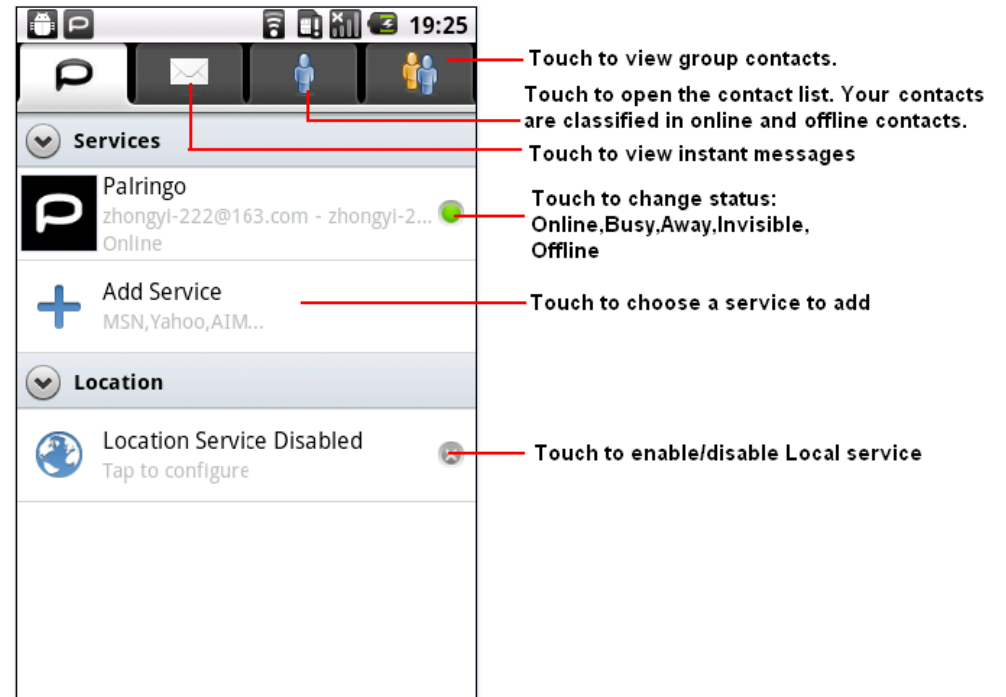 19:25
Touch to view group contacts.
Touch to open the contact list. Your contacts
are classified in online and offline contacts.
Services
Touch to view instant messages
Palringo
zhongyi-222@163.com - zhongyi-2...
Online
Touch to change status:
Online,Busy,Away,Invisible,
Offline
Add Service
MSN,Yahoo,AIM...
Touch to choose a service to add
Location
Location Service Disabled
Tap to configure
Touch to enable/disable Local service